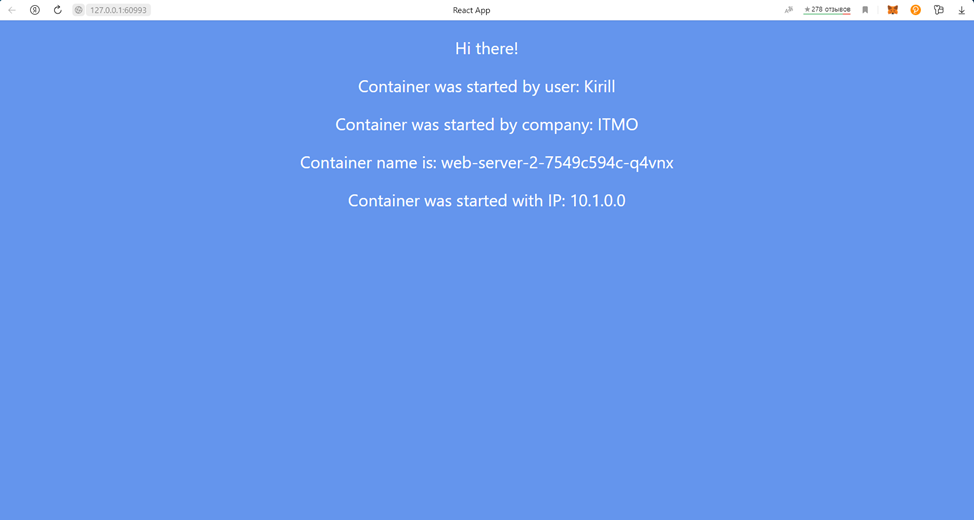 127.0.0.1:60993
React App
★ 278 отзывов
Hi there!
Container was started by user: Kirill
Container was started by company: ITMO
Container name is: web-server-2-7549c594c-q4vnx
Container was started with IP: 10.1.0.0